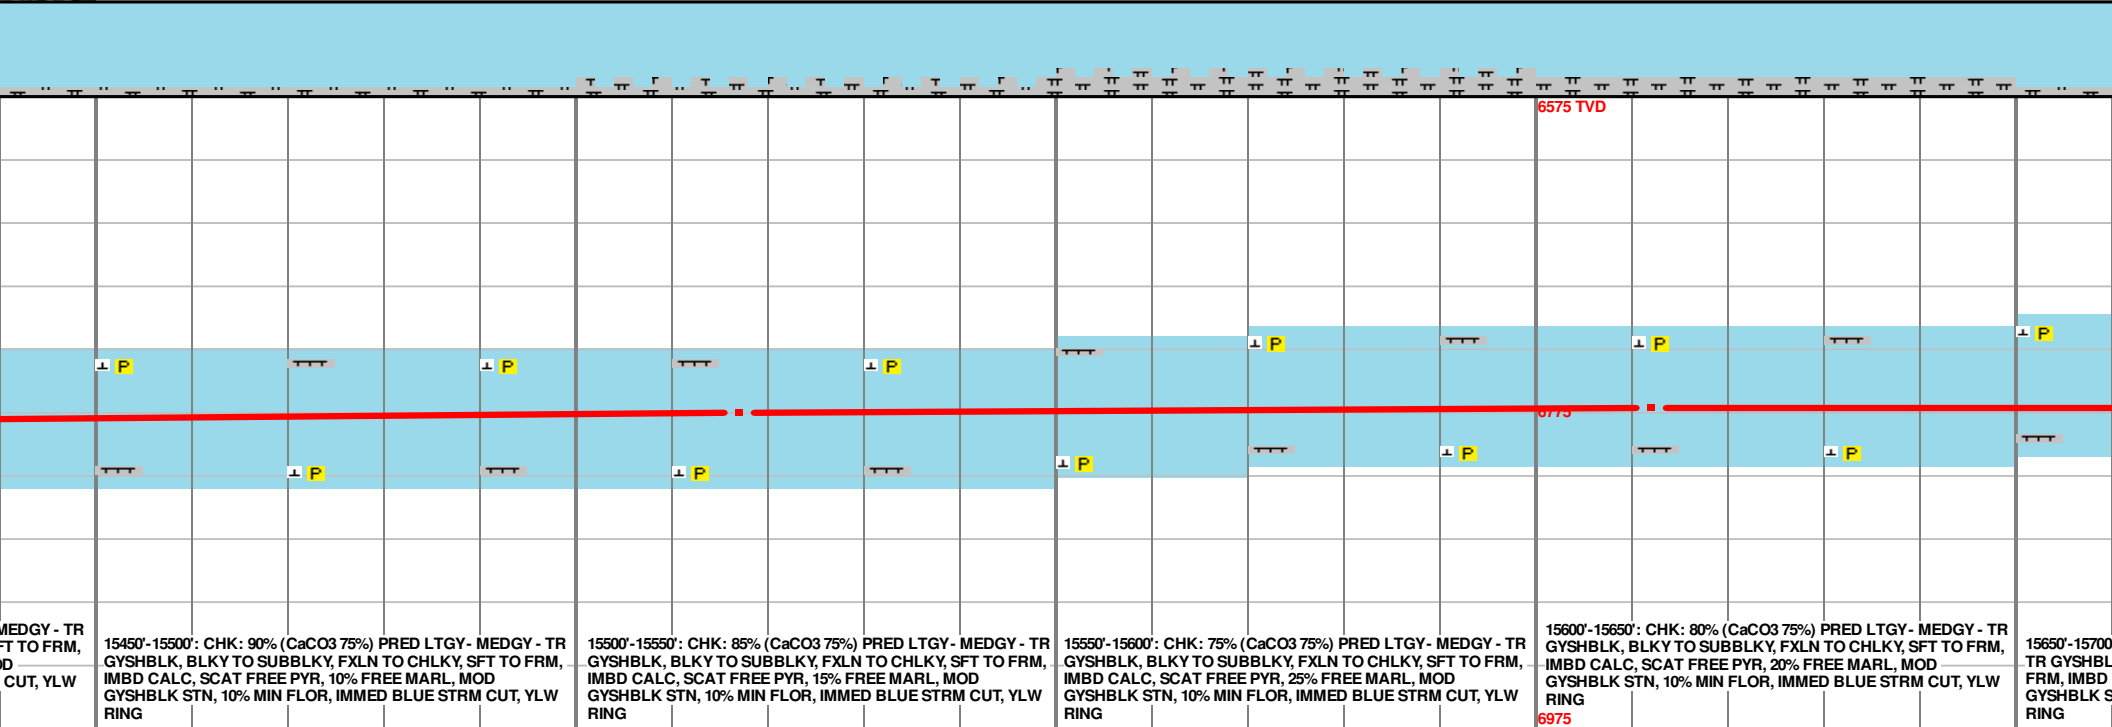 6575 TVD
P
P
P
P
P
P
P
P
6775
P
P
P
P
P
MEDGY - TR
FT TO FRM,
OD
CUT, YLW
15450'-15500': CHK: 90% (CaCO3 75%) PRED LTGY - MEDGY - TR
GYSHBLK, BLKY TO SUBBLKY, FXLN TO CHLKY, SFT TO FRM,
IMBD CALC, SCAT FREE PYR, 10% FREE MARL, MOD
GYSHBLK STN, 10% MIN FLOR, IMMED BLUE STRM CUT, YLW
RING
15500'-15550': CHK: 85% (CaCO3 75%) PRED LTGY - MEDGY - TR
GYSHBLK, BLKY TO SUBBLKY, FXLN TO CHLKY, SFT TO FRM,
IMBD CALC, SCAT FREE PYR, 15% FREE MARL, MOD
GYSHBLK STN, 10% MIN FLOR, IMMED BLUE STRM CUT, YLW
RING
15550'-15600': CHK: 75% (CaCO3 75%) PRED LTGY - MEDGY - TR
GYSHBLK, BLKY TO SUBBLKY, FXLN TO CHLKY, SFT TO FRM,
IMBD CALC, SCAT FREE PYR, 25% FREE MARL, MOD
GYSHBLK STN, 10% MIN FLOR, IMMED BLUE STRM CUT, YLW
RING
15600'-15650': CHK: 80% (CaCO3 75%) PRED LTGY - MEDGY - TR
GYSHBLK, BLKY TO SUBBLKY, FXLN TO CHLKY, SFT TO FRM,
IMBD CALC, SCAT FREE PYR, 20% FREE MARL, MOD
GYSHBLK STN, 10% MIN FLOR, IMMED BLUE STRM CUT, YLW
RING
6975
15650'-15700
TR GYSHBL
FRM, IMBD
GYSHBLK S
RING